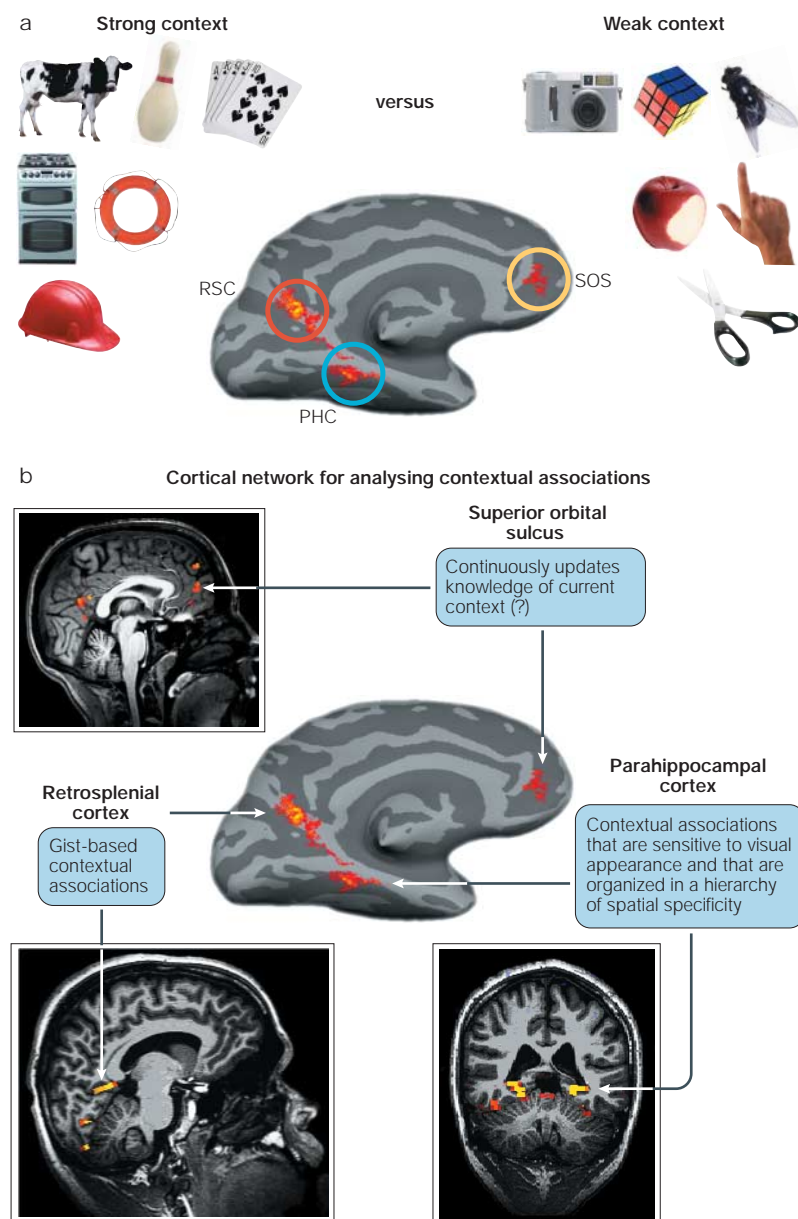 a
Strong context
Weak context
versus
RSC
SOS
PHC
b
Cortical network for analysing contextual associations
Superior orbital
sulcus
Continuously updates
knowledge of current
context (?)
Retrosplenial
cortex
Gist-based
contextual
associations
Parahippocampal
cortex
Contextual associations
that are sensitive to visual
appearance and that are
organized in a hierarchy
of spatial specificity